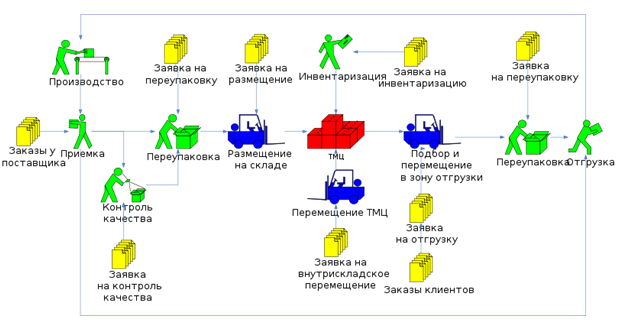 Производство
Заявка на
переупаковку
Заявка на
размещение
Инвентаризация
Заявка на
инвентаризацию
Заявка
на переупаковку
Заказы у
поставщика
Приемка
Переупаковка
Размещение
на складе
ТМЦ
Подбор и
перемещение
в зону отгрузки
Переупаковка
Отгрузка
Контроль
качества
Перемещение ТМЦ
Заявка
на отгрузку
Заявка
на контроль
качества
Заявка на
внутрискладское
перемещение
Заказы клиентов